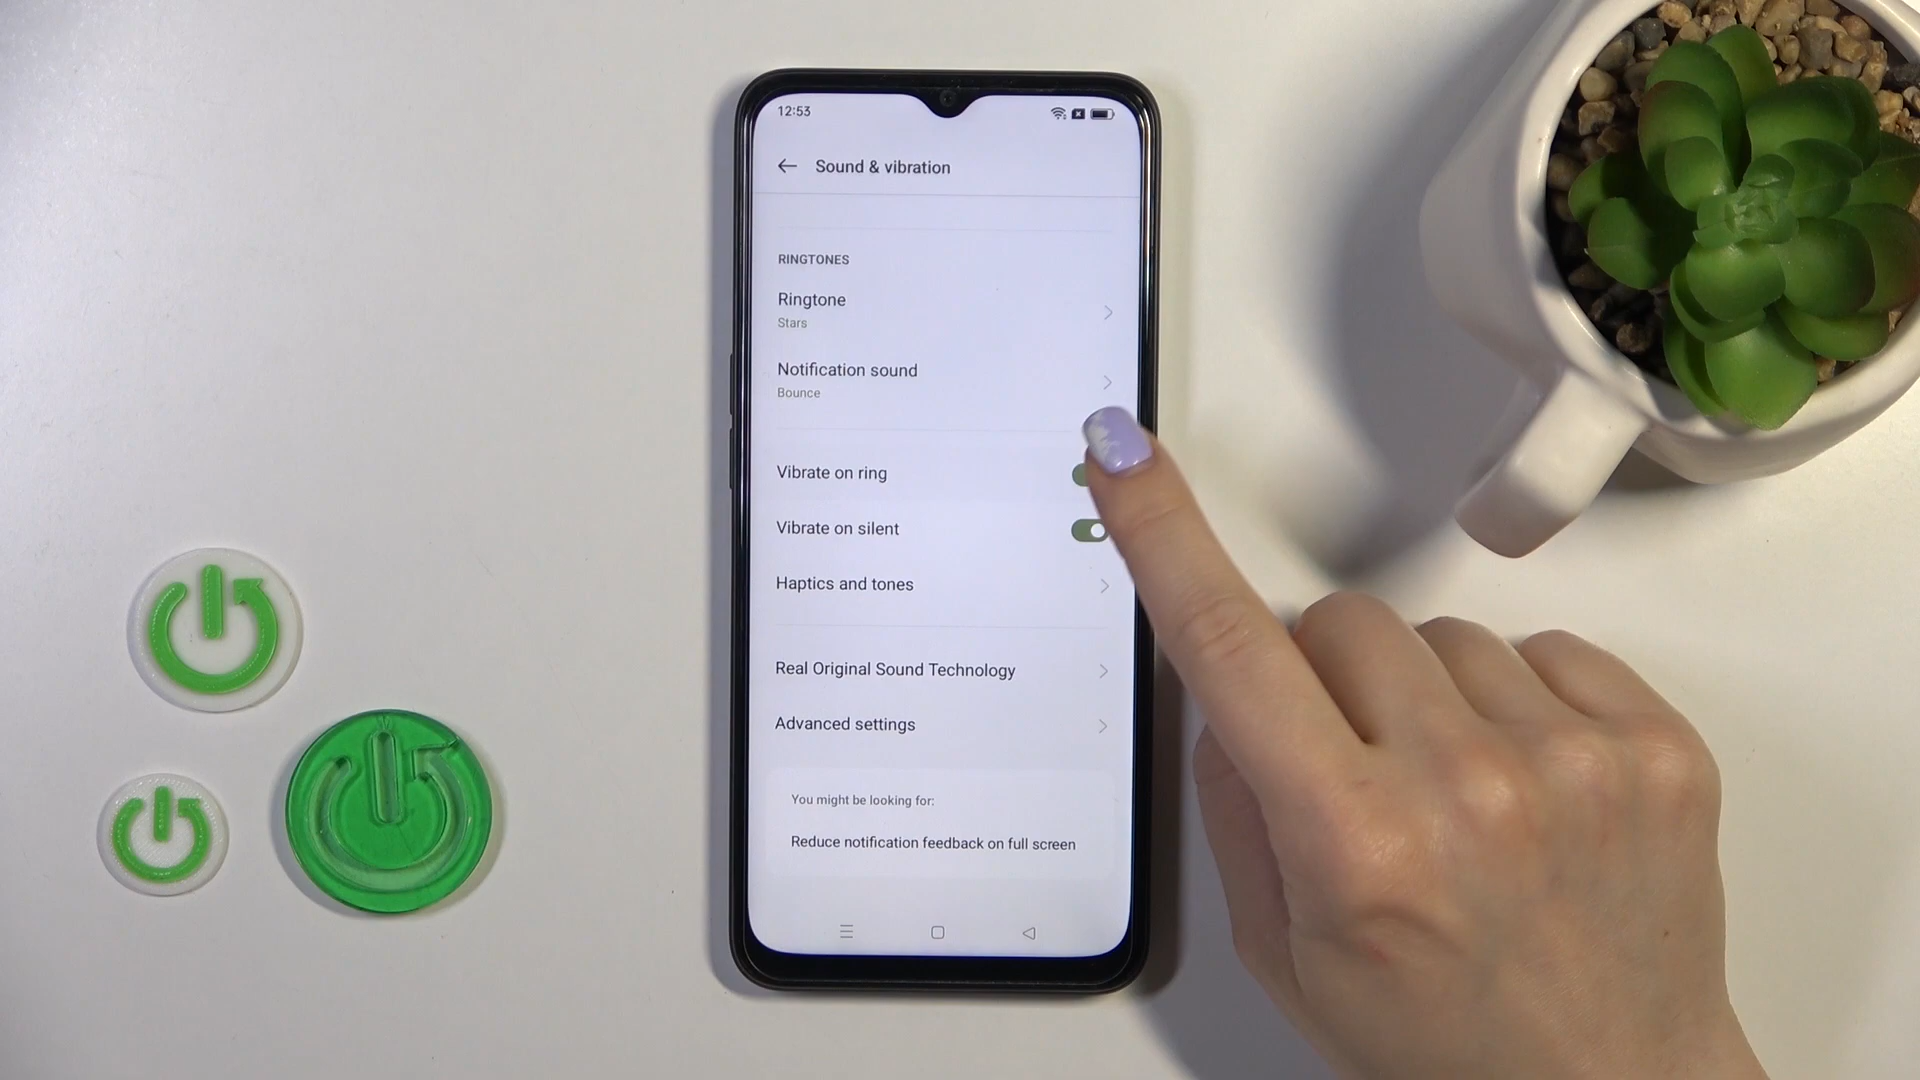 12:53
Sound & vibration
RINGTONES
Ringtone
Stars
Notification sound
Bounce
Vibrate on ring
Vibrate on silent
Haptics and tones
Real Original Sound Technology
Advanced settings
You might be looking for:
Reduce notification feedback on full screen